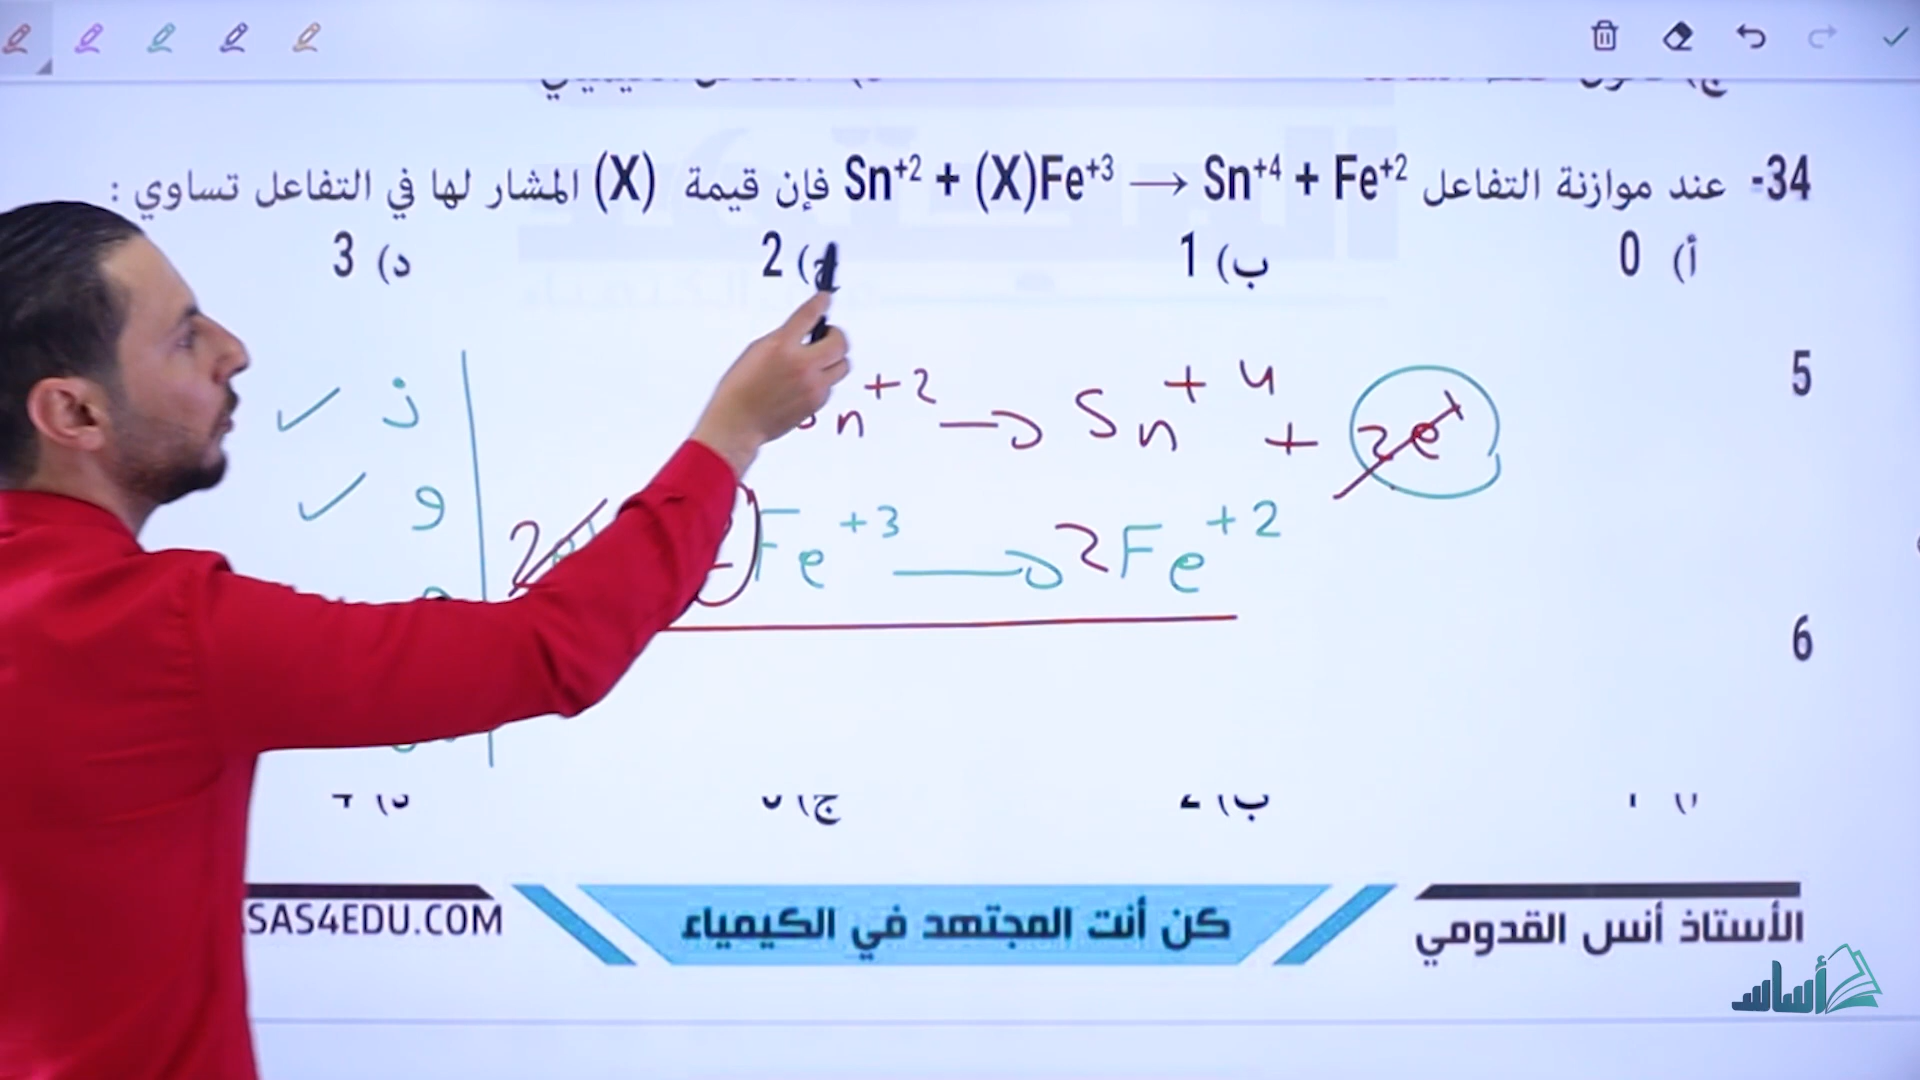 34- عند موازنة التفاعل Sn+2 + (X)Fe+3 → Sn+4 + Fe+2 فإن قيمة (X) المشار لها في التفاعل تساوي :
أ) 0 ب) 1 ج) 2 د) 3
5
Sn+2 → Sn+4 + 2e-
ذ ✓
2Fe+3 → 2Fe+2
و ✓
6
الأستاذ أنس القدومي
كن أنت المجتهد في الكيمياء
SAS4EDU.COM
أساس